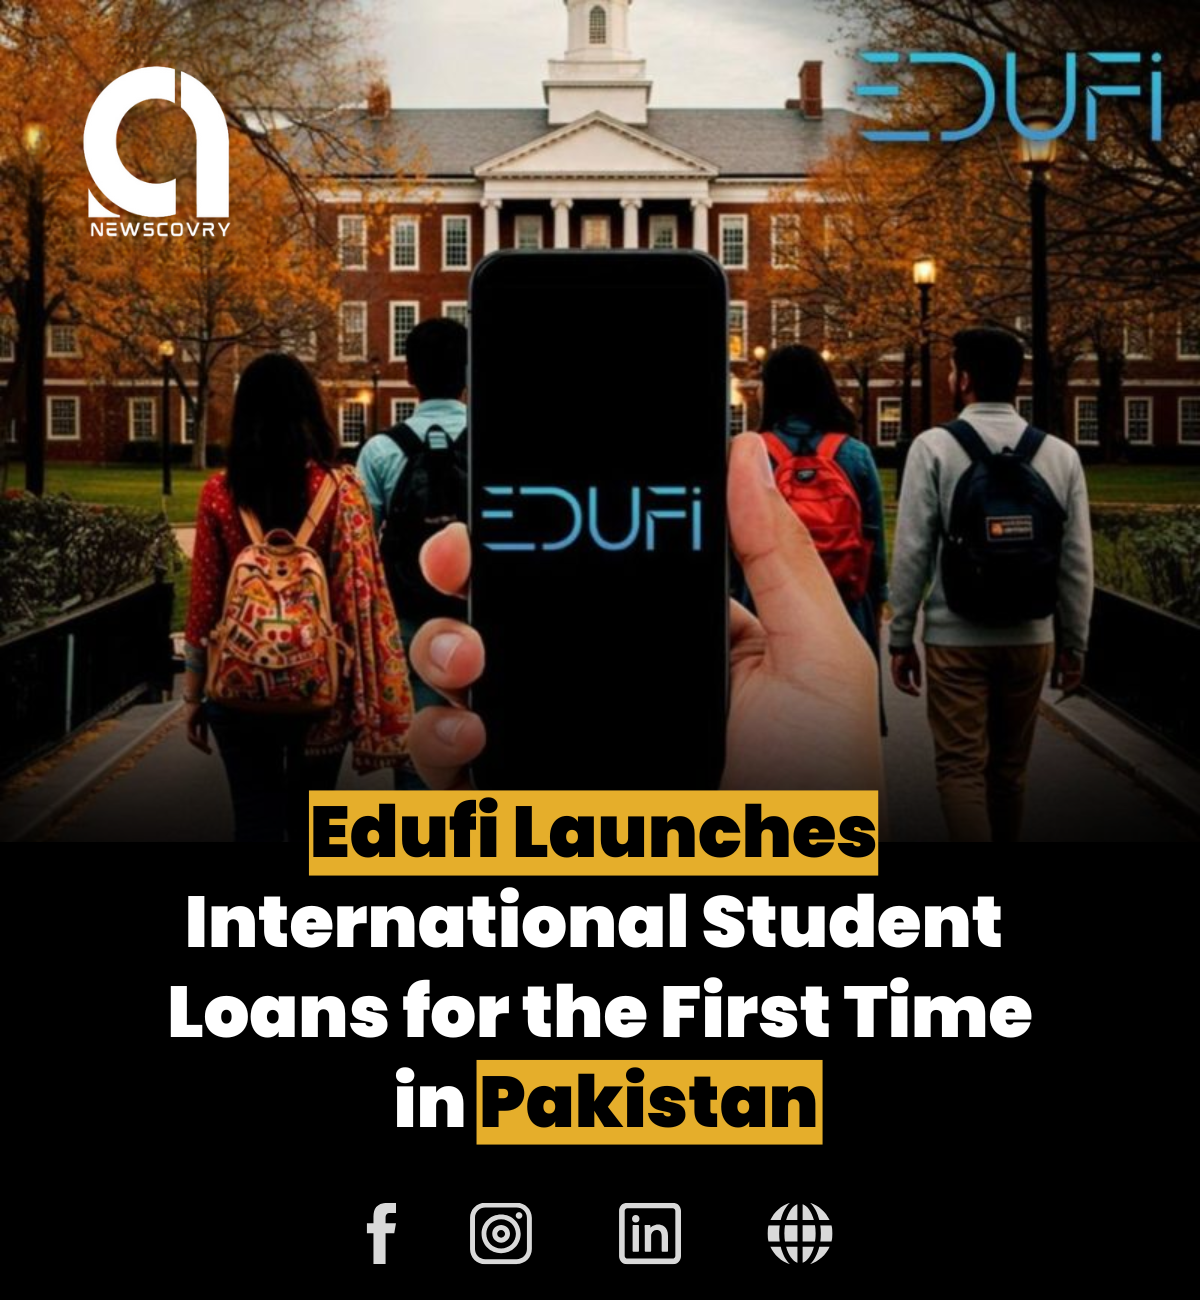 NEWSCOVRY
EDUFi
EDUFi
Edufi Launches
International Student
Loans for the First Time
in Pakistan